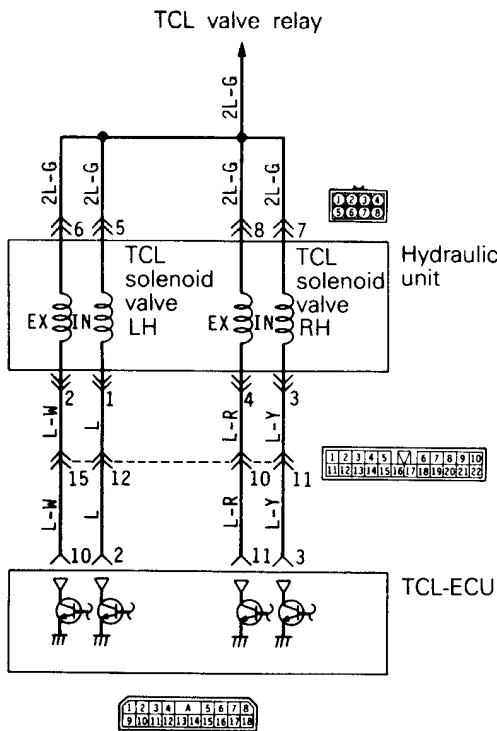 TCL valve relay
2L-G
2L-G 2L-G 2L-G 2L-G
1 2 3 4
5 6 7 8
6 5 8 7
TCL solenoid valve LH
TCL solenoid valve RH
Hydraulic unit
EX IN EX IN
2 1 4 3
L-W L L-R L-Y
1 2 3 4 5 6 7 8 9 10
11 12 13 14 15 16 17 18 19 20 21 22
15 12 10 11
L-W L L-R L-Y
10 2 11 3
TCL-ECU
1 2 3 4 A 5 6 7 8
9 10 11 12 13 14 15 16 17 18